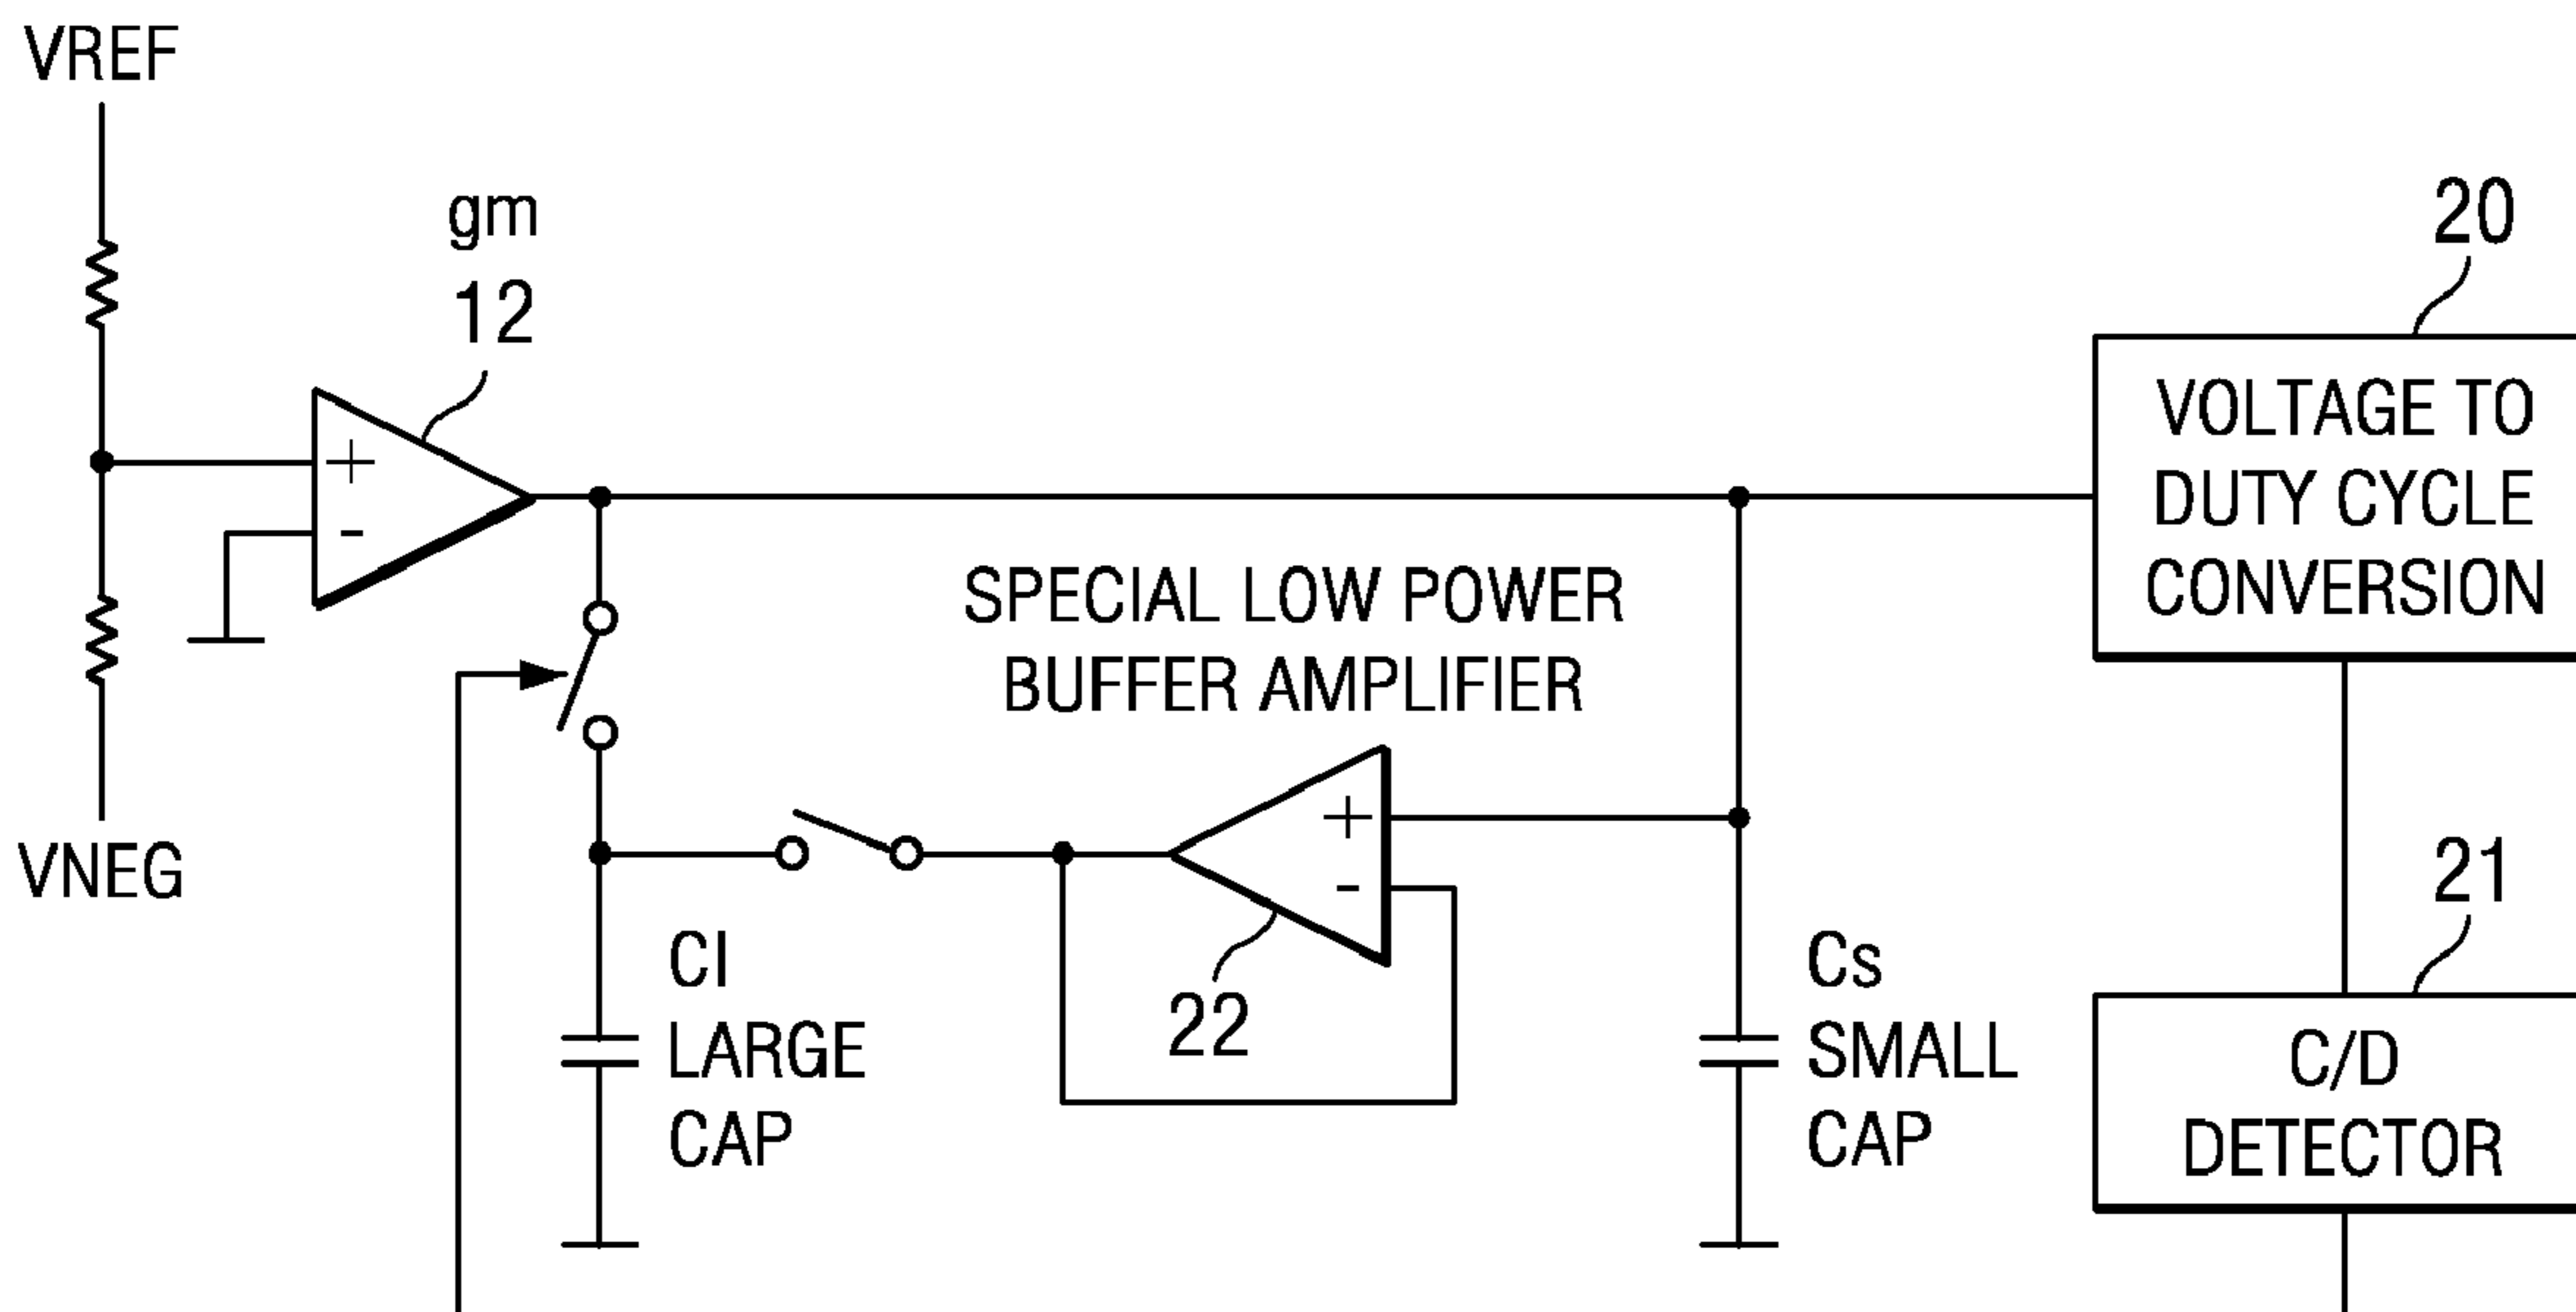 VREF
gm
12
+
-
VNEG
20
VOLTAGE TO
DUTY CYCLE
CONVERSION
SPECIAL LOW POWER
BUFFER AMPLIFIER
+
-
22
CI
LARGE
CAP
Cs
SMALL
CAP
21
C/D
DETECTOR